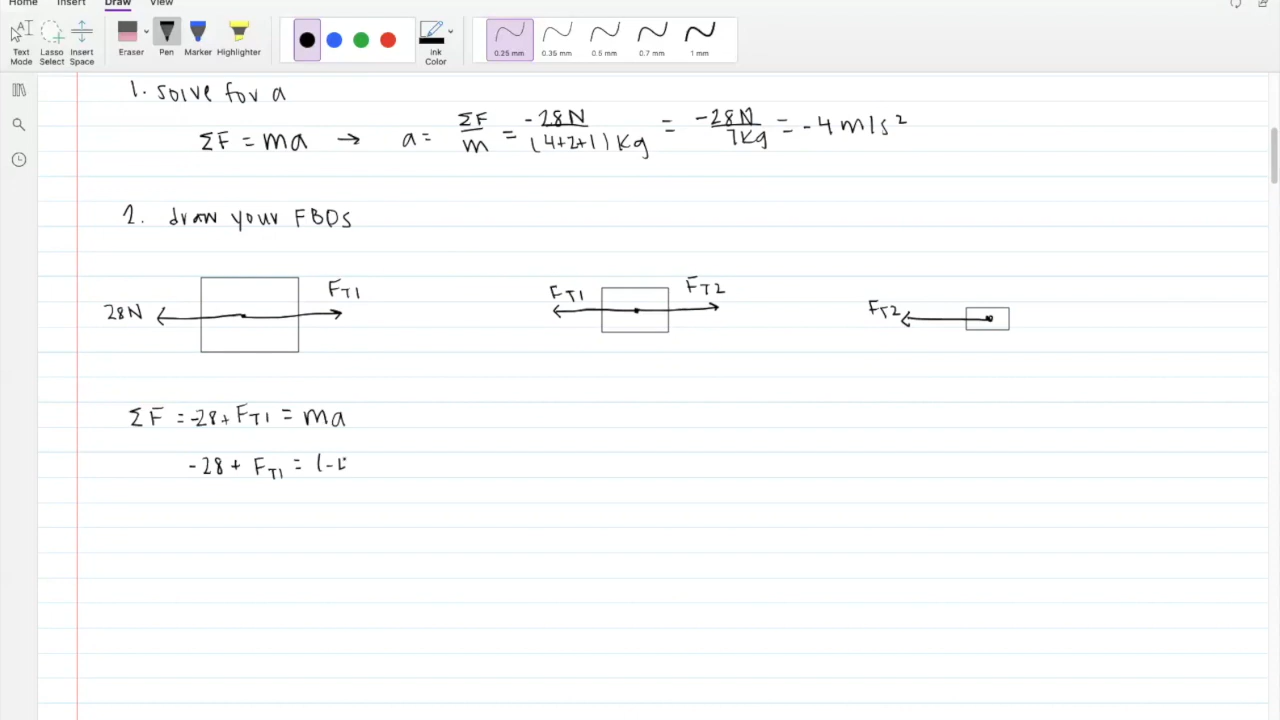 Home Insert Draw View
Text Mode Lasso Select Insert Space Eraser Pen Marker Highlighter Ink Color 0.25 mm 0.35 mm 0.5 mm 0.7 mm 1 mm
1. solve for a
ΣF = ma → a = ΣF/m = -28N/(4+2+1)Kg = -28N/7Kg = -4 m/s²
2. draw your FBDs
28N FT1 FT1 FT2 FT2
ΣF = -28 + FT1 = ma
-28 + FT1 = (-